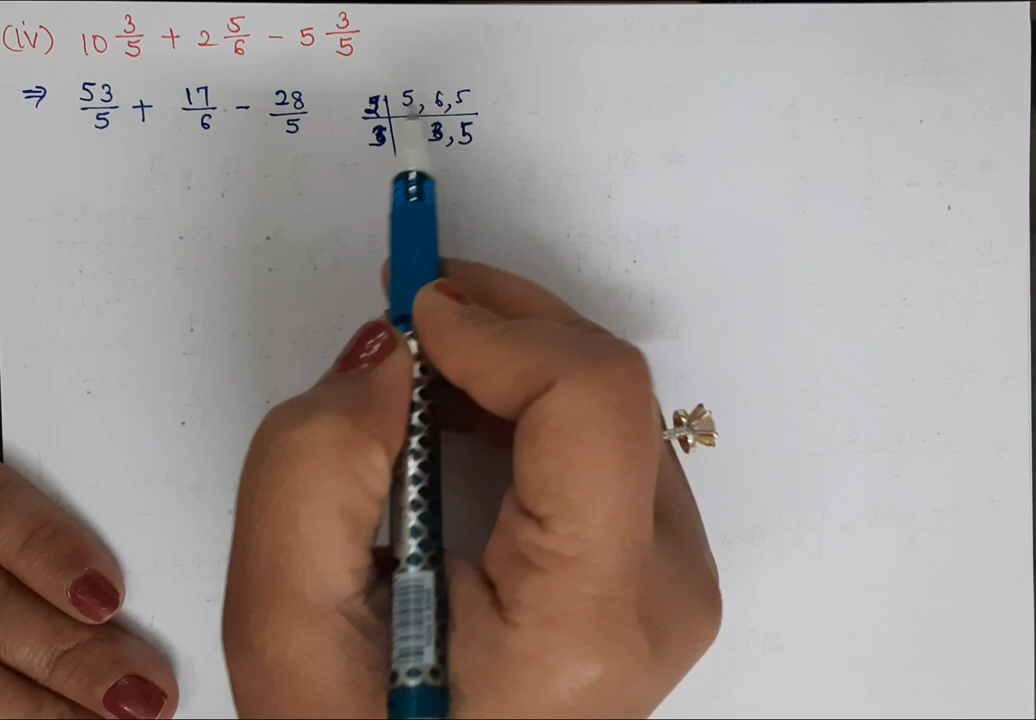 (iv) 10 3/5 + 2 5/6 - 5 3/5
⇒ 53/5 + 17/6 - 28/5
2 | 5, 6, 5
3 | 3, 5